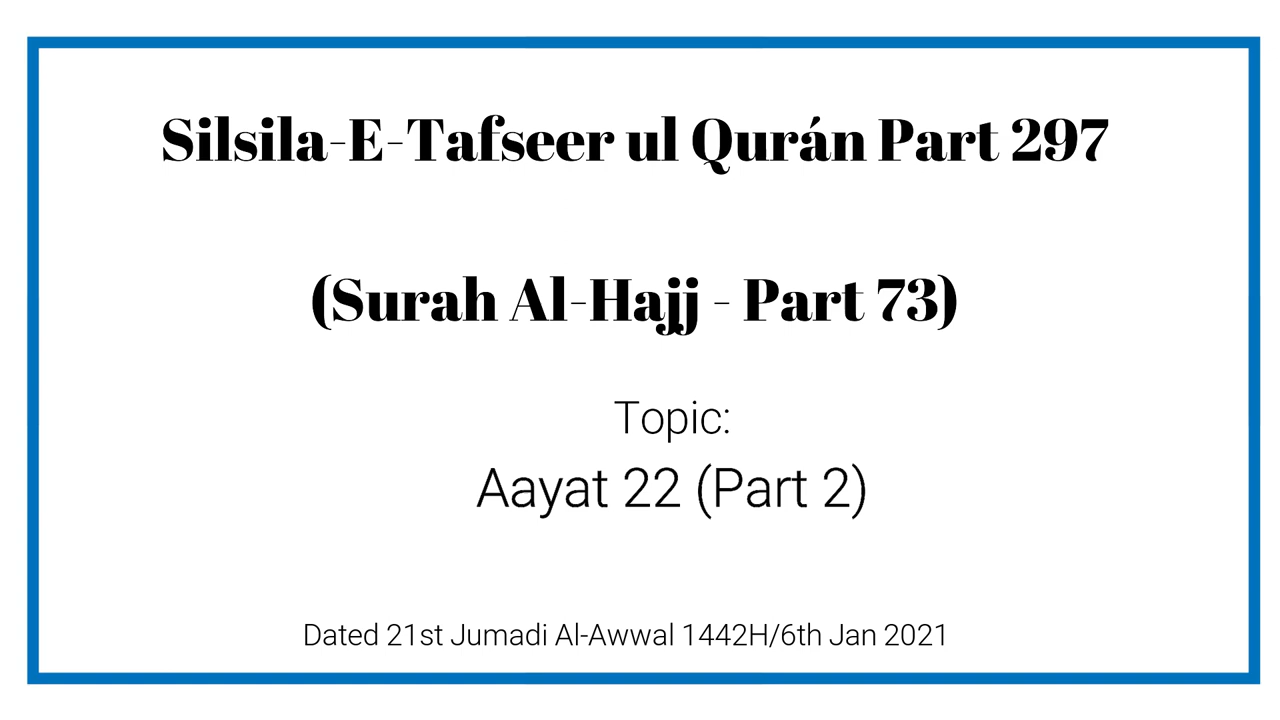 Silsila-E-Tafseer ul Qurán Part 297
(Surah Al-Hajj - Part 73)
Topic:
Aayat 22 (Part 2)
Dated 21st Jumadi Al-Awwal 1442H/6th Jan 2021